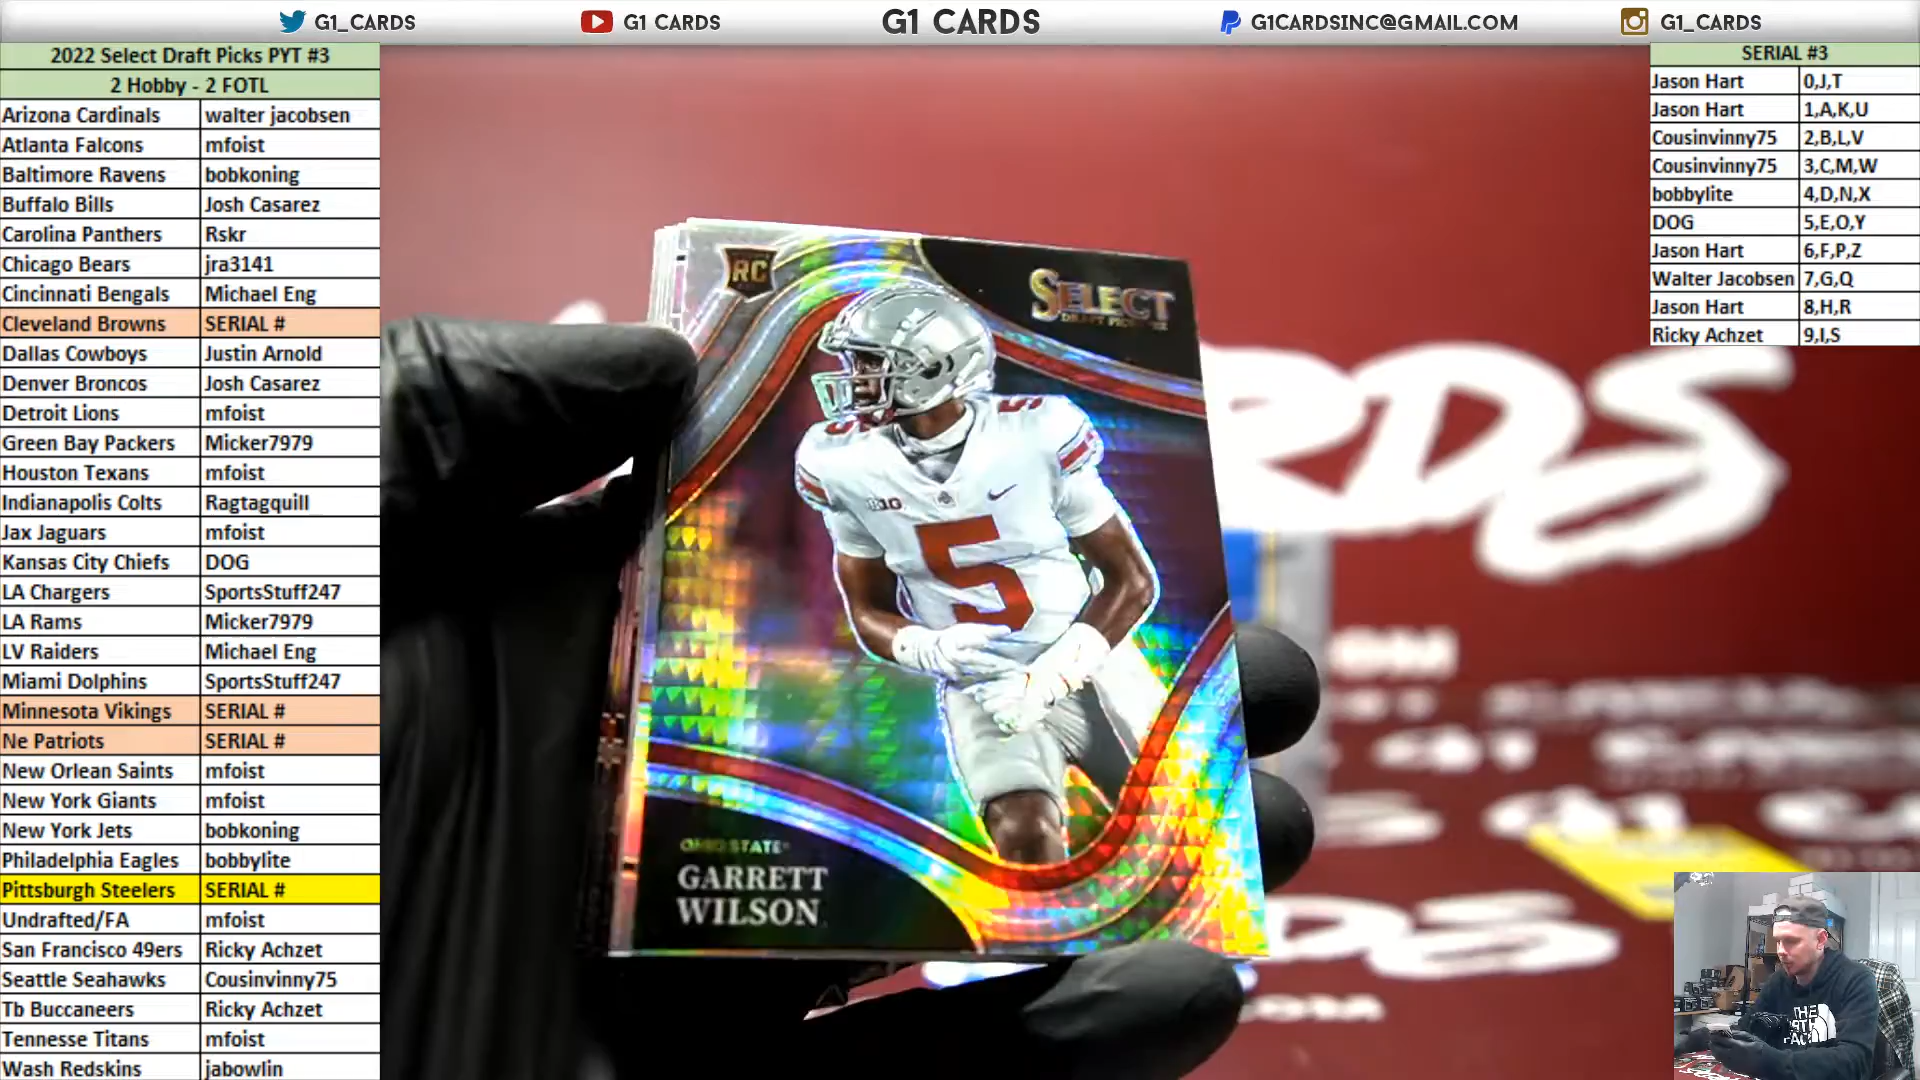 G1_CARDS
G1 CARDS
G1 CARDS
G1CARDSINC@GMAIL.COM
G1_CARDS
2022 Select Draft Picks PYT #3
2 Hobby - 2 FOTL
Arizona Cardinals walter jacobsen
Atlanta Falcons mfoist
Baltimore Ravens bobkoning
Buffalo Bills Josh Casarez
Carolina Panthers Rskr
Chicago Bears jra3141
Cincinnati Bengals Michael Eng
Cleveland Browns SERIAL #
Dallas Cowboys Justin Arnold
Denver Broncos Josh Casarez
Detroit Lions mfoist
Green Bay Packers Micker7979
Houston Texans mfoist
Indianapolis Colts Ragtagquill
Jax Jaguars mfoist
Kansas City Chiefs DOG
LA Chargers SportsStuff247
LA Rams Micker7979
LV Raiders Michael Eng
Miami Dolphins SportsStuff247
Minnesota Vikings SERIAL #
Ne Patriots SERIAL #
New Orlean Saints mfoist
New York Giants mfoist
New York Jets bobkoning
Philadelphia Eagles bobbylite
Pittsburgh Steelers SERIAL #
Undrafted/FA mfoist
San Francisco 49ers Ricky Achzet
Seattle Seahawks Cousinvinny75
Tb Buccaneers Ricky Achzet
Tennesse Titans mfoist
Wash Redskins jabowlin
SERIAL #3
Jason Hart 0,J,T
Jason Hart 1,A,K,U
Cousinvinny75 2,B,L,V
Cousinvinny75 3,C,M,W
bobbylite 4,D,N,X
DOG 5,E,O,Y
Jason Hart 6,F,P,Z
Walter Jacobsen 7,G,Q
Jason Hart 8,H,R
Ricky Achzet 9,I,S
RC
SELECT
DRAFT PICKS
5
5
B1G
5
OHIO STATE
GARRETT
WILSON
THE